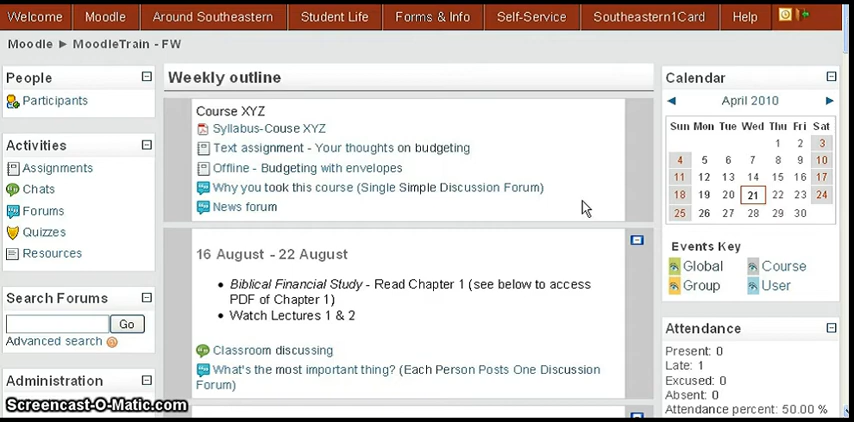 Welcome Moodle Around Southeastern Student Life Forms & Info Self-Service Southeastern1Card Help
Moodle ► MoodleTrain - FW
People
Participants
Activities
Assignments
Chats
Forums
Quizzes
Resources
Search Forums
Go
Advanced search
Administration
Weekly outline
Course XYZ
Syllabus-Couse XYZ
Text assignment - Your thoughts on budgeting
Offline - Budgeting with envelopes
Why you took this course (Single Simple Discussion Forum)
News forum
16 August - 22 August
• Biblical Financial Study - Read Chapter 1 (see below to access
PDF of Chapter 1)
• Watch Lectures 1 & 2
Classroom discussing
What's the most important thing? (Each Person Posts One Discussion
Forum)
Calendar
◄ April 2010 ►
Sun Mon Tue Wed Thu Fri Sat
1 2 3
4 5 6 7 8 9 10
11 12 13 14 15 16 17
18 19 20 21 22 23 24
25 26 27 28 29 30
Events Key
Global Course
Group User
Attendance
Present: 0
Late: 1
Excused: 0
Absent: 0
Attendance percent: 50.00 %
Screencast-O-Matic.com